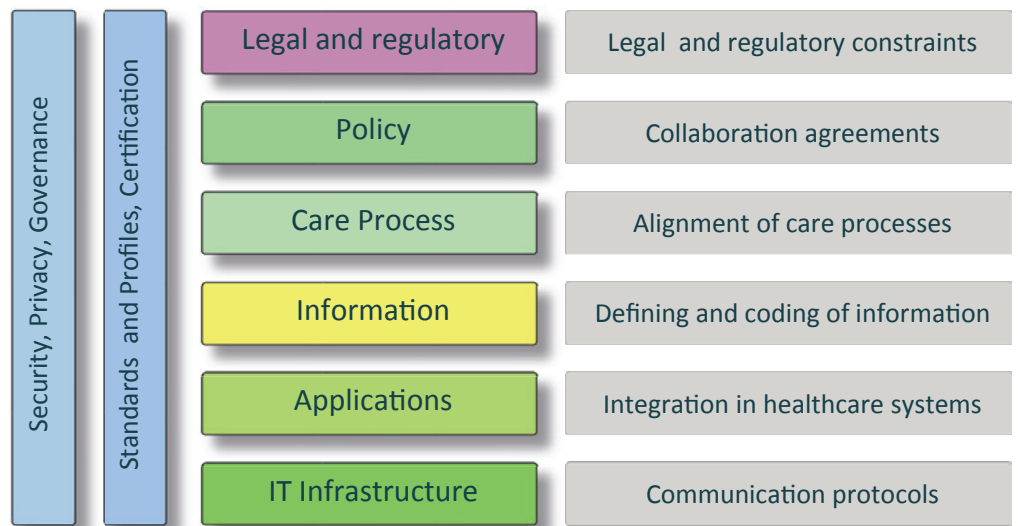 Security, Privacy, Governance
Standards and Profiles, Certification
Legal and regulatory
Legal and regulatory constraints
Policy
Collaboration agreements
Care Process
Alignment of care processes
Information
Defining and coding of information
Applications
Integration in healthcare systems
IT Infrastructure
Communication protocols